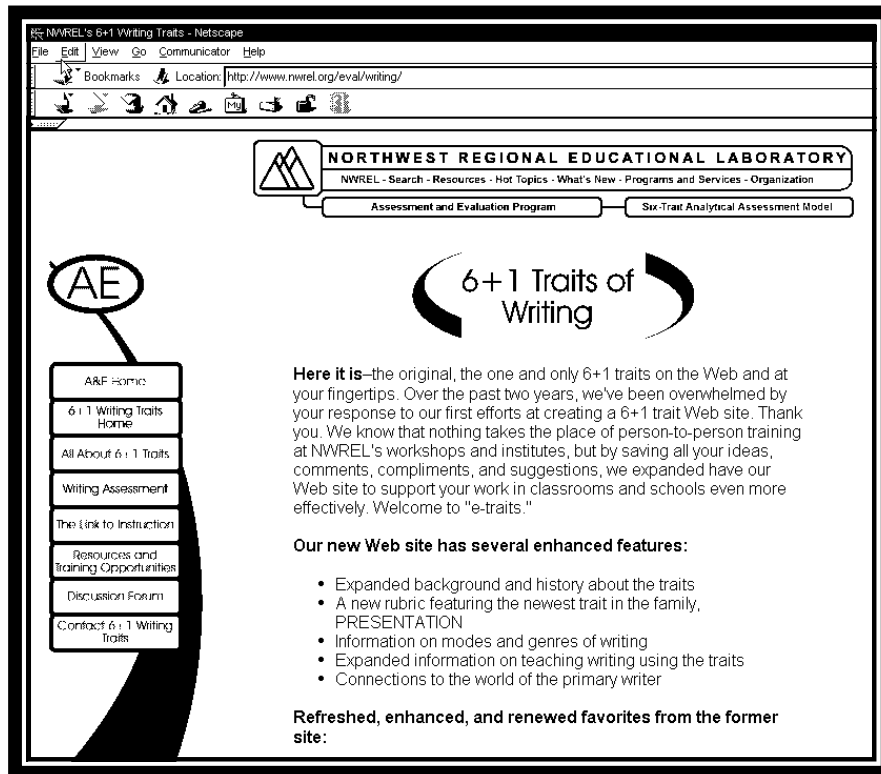 NWREL's 6+1 Writing Traits - Netscape
File Edit View Go Communicator Help
Bookmarks Location: http://www.nwrel.org/eval/writing/
My
NORTHWEST REGIONAL EDUCATIONAL LABORATORY
NWREL - Search - Resources - Hot Topics - What's New - Programs and Services - Organization
Assessment and Evaluation Program Six-Trait Analytical Assessment Model
AE
6+1 Traits of
Writing
A&E Home
6+1 Writing Traits
Home
All About 6+1 Traits
Writing Assessment
The Link to Instruction
Resources and
Training Opportunities
Discussion Forum
Contact 6+1 Writing
Traits
Here it is–the original, the one and only 6+1 traits on the Web and at
your fingertips. Over the past two years, we've been overwhelmed by
your response to our first efforts at creating a 6+1 trait Web site. Thank
you. We know that nothing takes the place of person-to-person training
at NWREL's workshops and institutes, but by saving all your ideas,
comments, compliments, and suggestions, we expanded have our
Web site to support your work in classrooms and schools even more
effectively. Welcome to "e-traits."
Our new Web site has several enhanced features:
• Expanded background and history about the traits
• A new rubric featuring the newest trait in the family,
PRESENTATION
• Information on modes and genres of writing
• Expanded information on teaching writing using the traits
• Connections to the world of the primary writer
Refreshed, enhanced, and renewed favorites from the former
site: